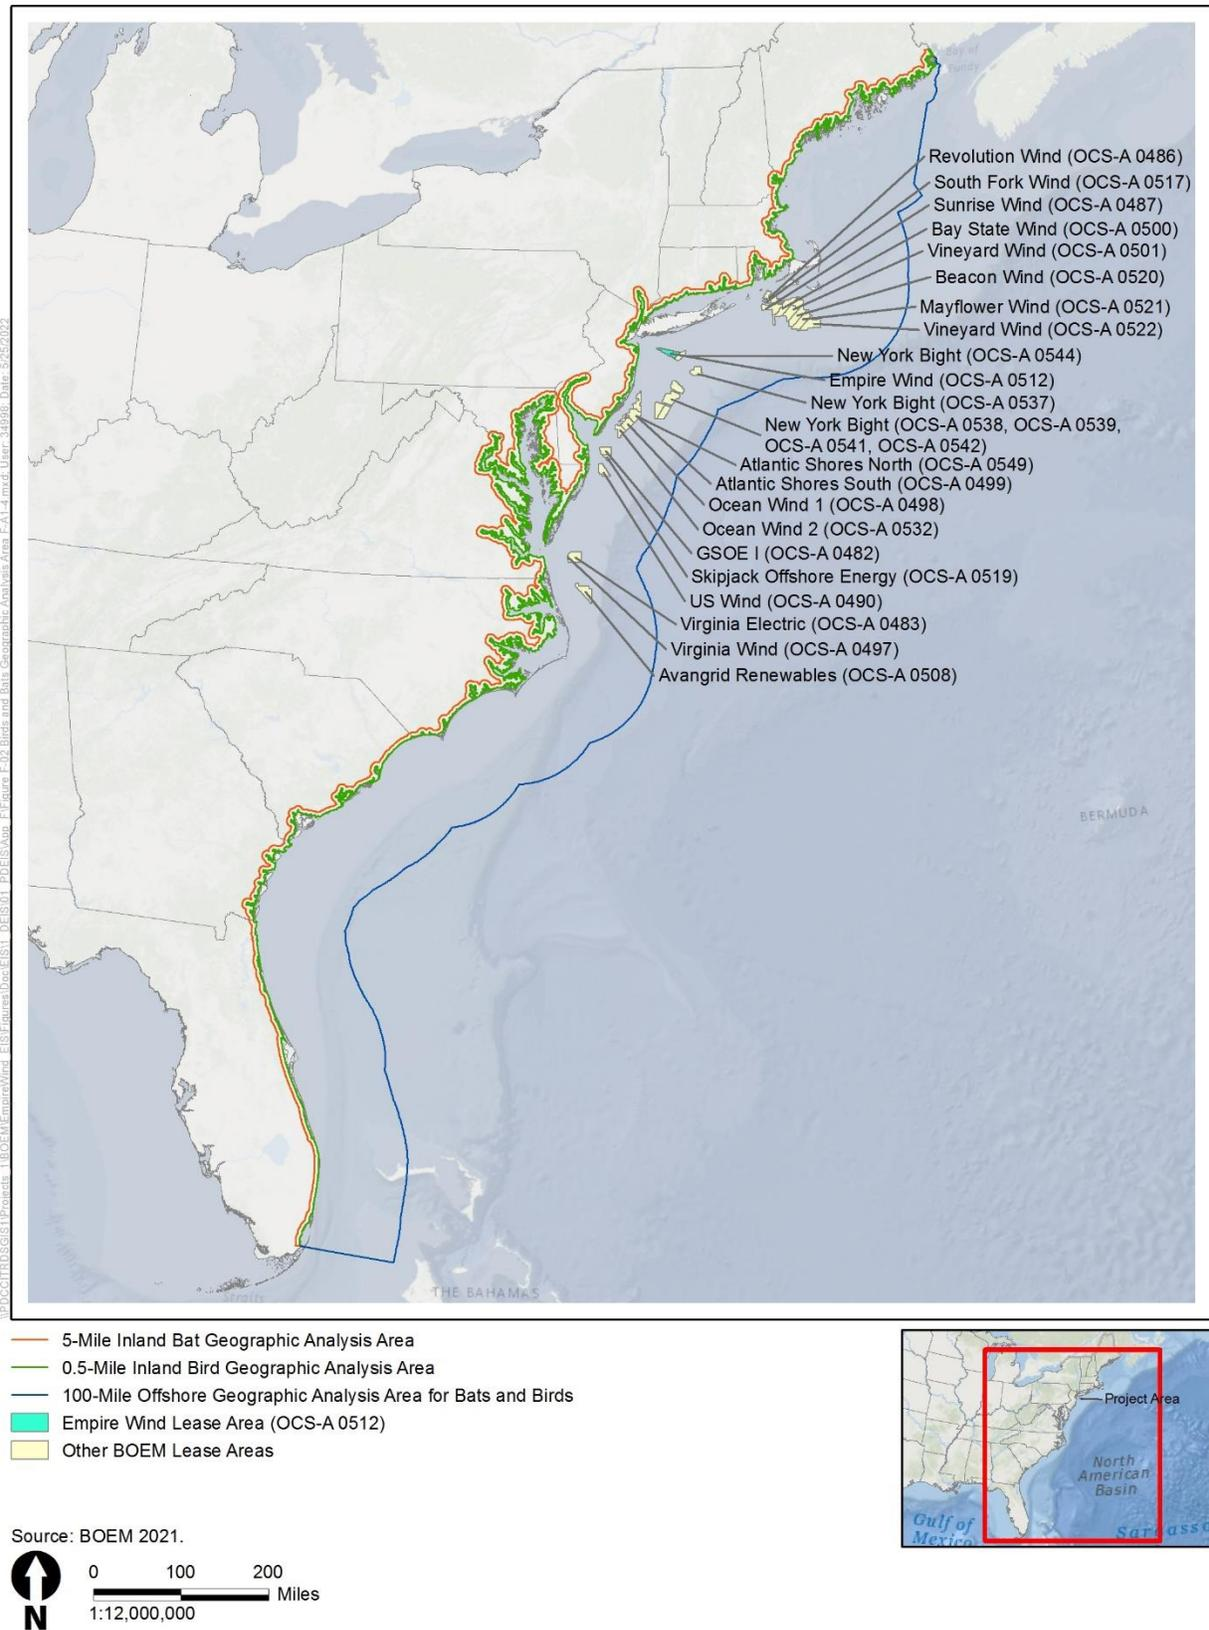 Bay of
Fundy
Revolution Wind (OCS-A 0486)
South Fork Wind (OCS-A 0517)
Sunrise Wind (OCS-A 0487)
Bay State Wind (OCS-A 0500)
Vineyard Wind (OCS-A 0501)
Beacon Wind (OCS-A 0520)
Mayflower Wind (OCS-A 0521)
Vineyard Wind (OCS-A 0522)
New York Bight (OCS-A 0544)
Empire Wind (OCS-A 0512)
New York Bight (OCS-A 0537)
New York Bight (OCS-A 0538, OCS-A 0539,
OCS-A 0541, OCS-A 0542)
Atlantic Shores North (OCS-A 0549)
Atlantic Shores South (OCS-A 0499)
Ocean Wind 1 (OCS-A 0498)
Ocean Wind 2 (OCS-A 0532)
GSOE I (OCS-A 0482)
Skipjack Offshore Energy (OCS-A 0519)
US Wind (OCS-A 0490)
Virginia Electric (OCS-A 0483)
Virginia Wind (OCS-A 0497)
Avangrid Renewables (OCS-A 0508)
BERMUDA
THE BAHAMAS
Straits
5-Mile Inland Bat Geographic Analysis Area
0.5-Mile Inland Bird Geographic Analysis Area
100-Mile Offshore Geographic Analysis Area for Bats and Birds
Empire Wind Lease Area (OCS-A 0512)
Other BOEM Lease Areas
Project Area
North
American
Basin
Gulf of
Mexico
Sargasso
Source: BOEM 2021.
0 100 200
Miles
1:12,000,000
N